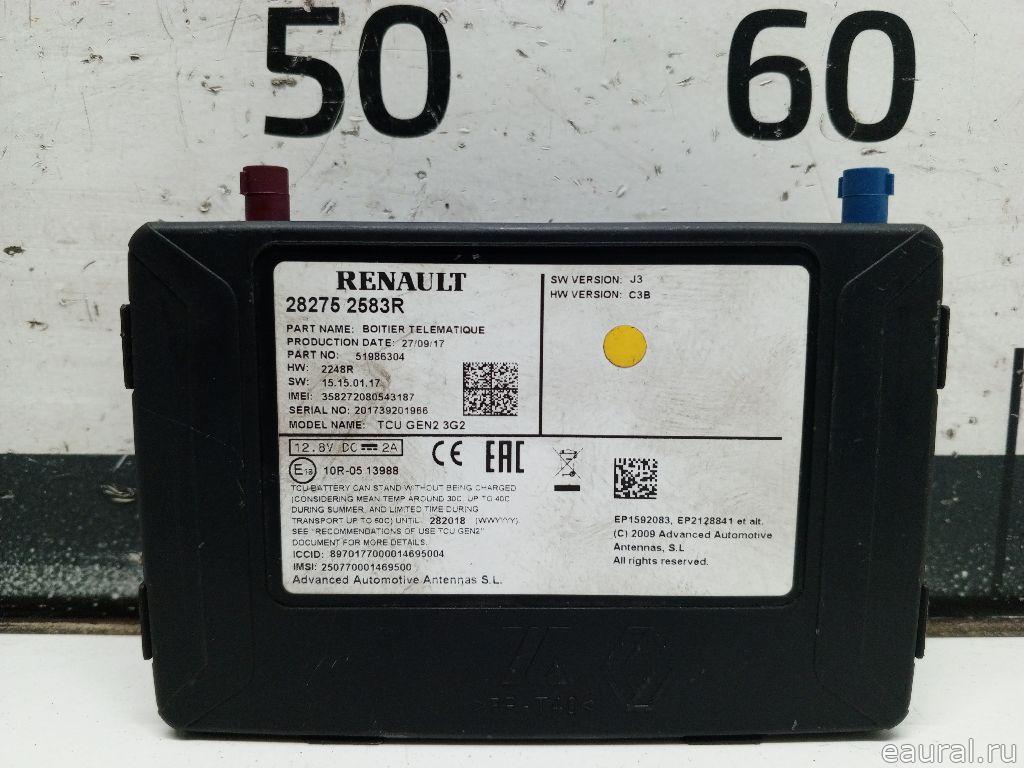 50
60
RENAULT
28275 2583R
PART NAME: BOITIER TELEMATIQUE
PRODUCTION DATE: 27/09/17
PART NO: 51986304
HW: 2248R
SW: 15.15.01.17
IMEI: 358272080543187
SERIAL NO: 201739201966
MODEL NAME: TCU GEN2 3G2
SW VERSION: J3
HW VERSION: C3B
12.8V DC 2A
CE EAC
10R-05 13988
TCU BATTERY CAN STAND WITHOUT BEING CHARGED
(CONSIDERING MEAN TEMP AROUND 30C, UP TO 40C
DURING SUMMER, AND LIMITED TIME DURING
TRANSPORT UP TO 60C) UNTIL 282018 (WWYYYY)
SEE "RECOMMENDATIONS OF USE TCU GEN2"
DOCUMENT FOR MORE DETAILS.
ICCID: 8970177000014695004
IMSI: 250770001469500
Advanced Automotive Antennas S.L.
EP1592083, EP2128841 et alt.
(C) 2009 Advanced Automotive
Antennas, S.L
All rights reserved.
eaural.ru